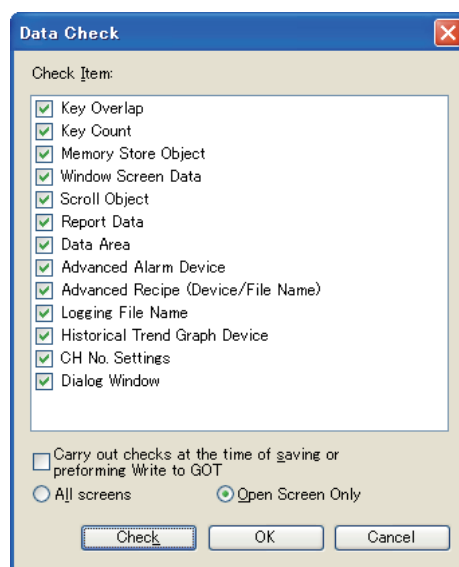 Data Check
Check Item:
Key Overlap
Key Count
Memory Store Object
Window Screen Data
Scroll Object
Report Data
Data Area
Advanced Alarm Device
Advanced Recipe (Device/File Name)
Logging File Name
Historical Trend Graph Device
CH No. Settings
Dialog Window
Carry out checks at the time of saving or
preforming Write to GOT
All screens Open Screen Only
Check OK Cancel